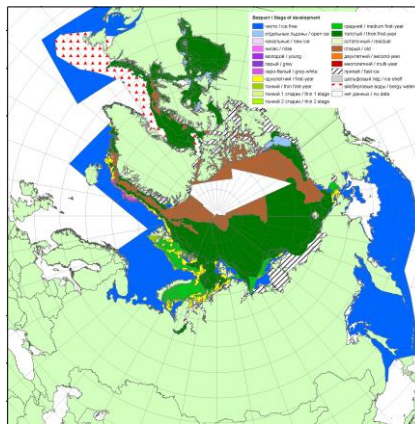 Возраст \ Stage of development
чисто / ice free
отдельные льдины / open ice
начальные \ new ice
нилас / nilas
молодой \ young
серый \ grey
серо-белый \ grey-white
однолетний \ first-year
тонкий \ thin first-year
тонкий 1 стадии \ thin 1 stage
тонкий 2 стадии \ thin 2 stage
средний / medium first-year
толстый / thick first-year
остаточный / residual
старый / old
двухлетний / second-year
многолетний / multi-year
припай / fast ice
шельфовый лед / ice shelf
айсберговые воды / bergy water
нет данных / no data